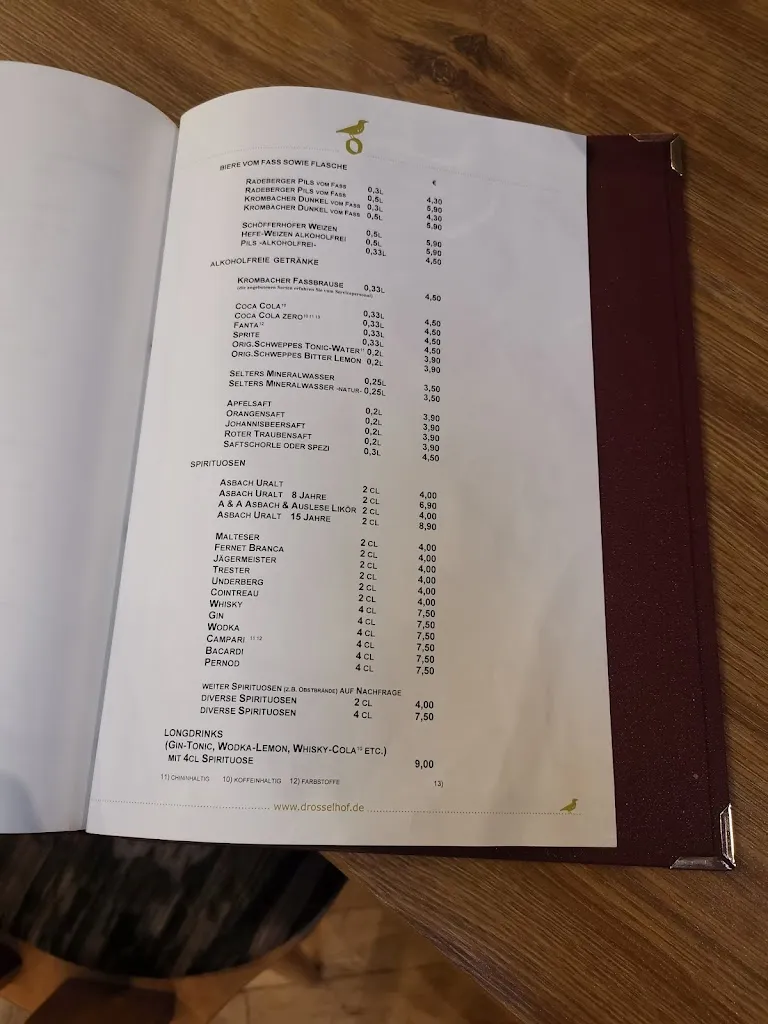 BIERE VOM FASS SOWIE FLASCHE
€
RADEBERGER PILS VOM FASS 0,3L 4,30
RADEBERGER PILS VOM FASS 0,5L 5,90
KROMBACHER DUNKEL VOM FASS 0,3L 4,30
KROMBACHER DUNKEL VOM FASS 0,5L 5,90
SCHÖFFERHOFER WEIZEN 0,5L 5,90
HEFE-WEIZEN ALKOHOLFREI 0,5L 5,90
PILS -ALKOHOLFREI- 0,33L 4,50
ALKOHOLFREIE GETRÄNKE
KROMBACHER FASSBRAUSE 0,33L 4,50
(die angebotenen Sorten erfahren Sie vom Servicepersonal)
COCA COLA¹⁰ 0,33L 4,50
COCA COLA ZERO 0,33L 4,50
FANTA¹² 0,33L 4,50
SPRITE 0,33L 4,50
ORIG.SCHWEPPES TONIC-WATER¹¹ 0,2L 3,90
ORIG.SCHWEPPES BITTER LEMON 0,2L 3,90
SELTERS MINERALWASSER 0,25L 3,50
SELTERS MINERALWASSER -NATUR- 0,25L 3,50
APFELSAFT 0,2L 3,90
ORANGENSAFT 0,2L 3,90
JOHANNISBEERSAFT 0,2L 3,90
ROTER TRAUBENSAFT 0,2L 3,90
SAFTSCHORLE ODER SPEZI 0,3L 4,50
SPIRITUOSEN
ASBACH URALT 2 CL 4,00
ASBACH URALT 8 JAHRE 2 CL 6,90
A & A ASBACH & AUSLESE LIKÖR 2 CL 4,00
ASBACH URALT 15 JAHRE 2 CL 8,90
MALTESER 2 CL 4,00
FERNET BRANCA 2 CL 4,00
JÄGERMEISTER 2 CL 4,00
TRESTER 2 CL 4,00
UNDERBERG 2 CL 4,00
COINTREAU 2 CL 4,00
WHISKY 4 CL 7,50
GIN 4 CL 7,50
WODKA 4 CL 7,50
CAMPARI ¹¹ ¹² 4 CL 7,50
BACARDI 4 CL 7,50
PERNOD 4 CL 7,50
WEITER SPIRITUOSEN (Z.B. OBSTBRÄNDE) AUF NACHFRAGE
DIVERSE SPIRITUOSEN 2 CL 4,00
DIVERSE SPIRITUOSEN 4 CL 7,50
LONGDRINKS
(GIN-TONIC, WODKA-LEMON, WHISKY-COLA¹⁰ ETC.)
MIT 4CL SPIRITUOSE 9,00
11) CHININHALTIG 10) KOFFEINHALTIG 12) FARBSTOFFE 13)
www.drosselhof.de